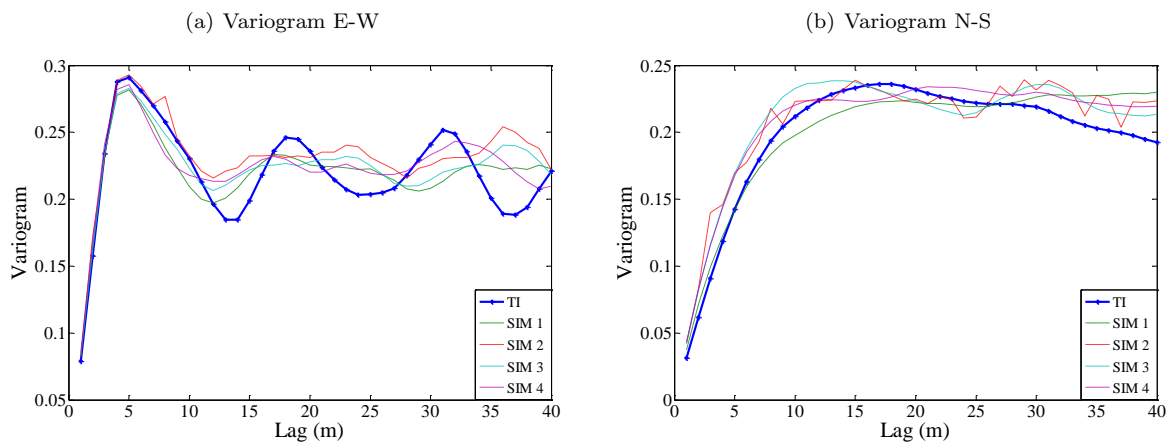 (a) Variogram E-W
(b) Variogram N-S
0.3
0.25
0.2
0.15
0.1
0.05
Variogram
0 5 10 15 20 25 30 35 40
Lag (m)
TI
SIM 1
SIM 2
SIM 3
SIM 4
0.25
0.2
0.15
0.1
0.05
0
Variogram
0 5 10 15 20 25 30 35 40
Lag (m)
TI
SIM 1
SIM 2
SIM 3
SIM 4